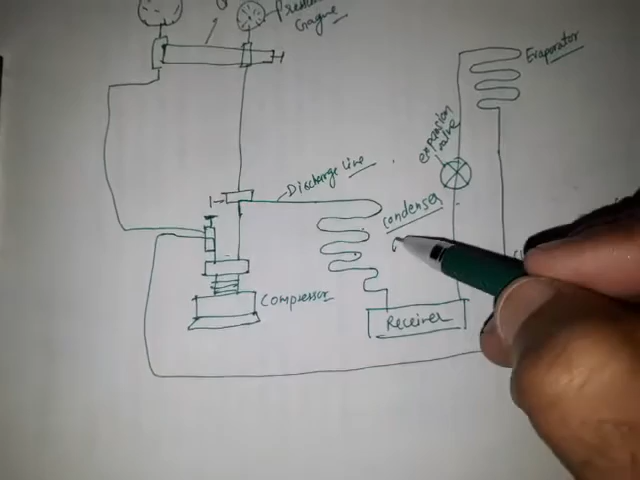 Pressure
Gauge
Evaporator
expansion
valve
Discharge Line
Condenser
Compressor
Receiver